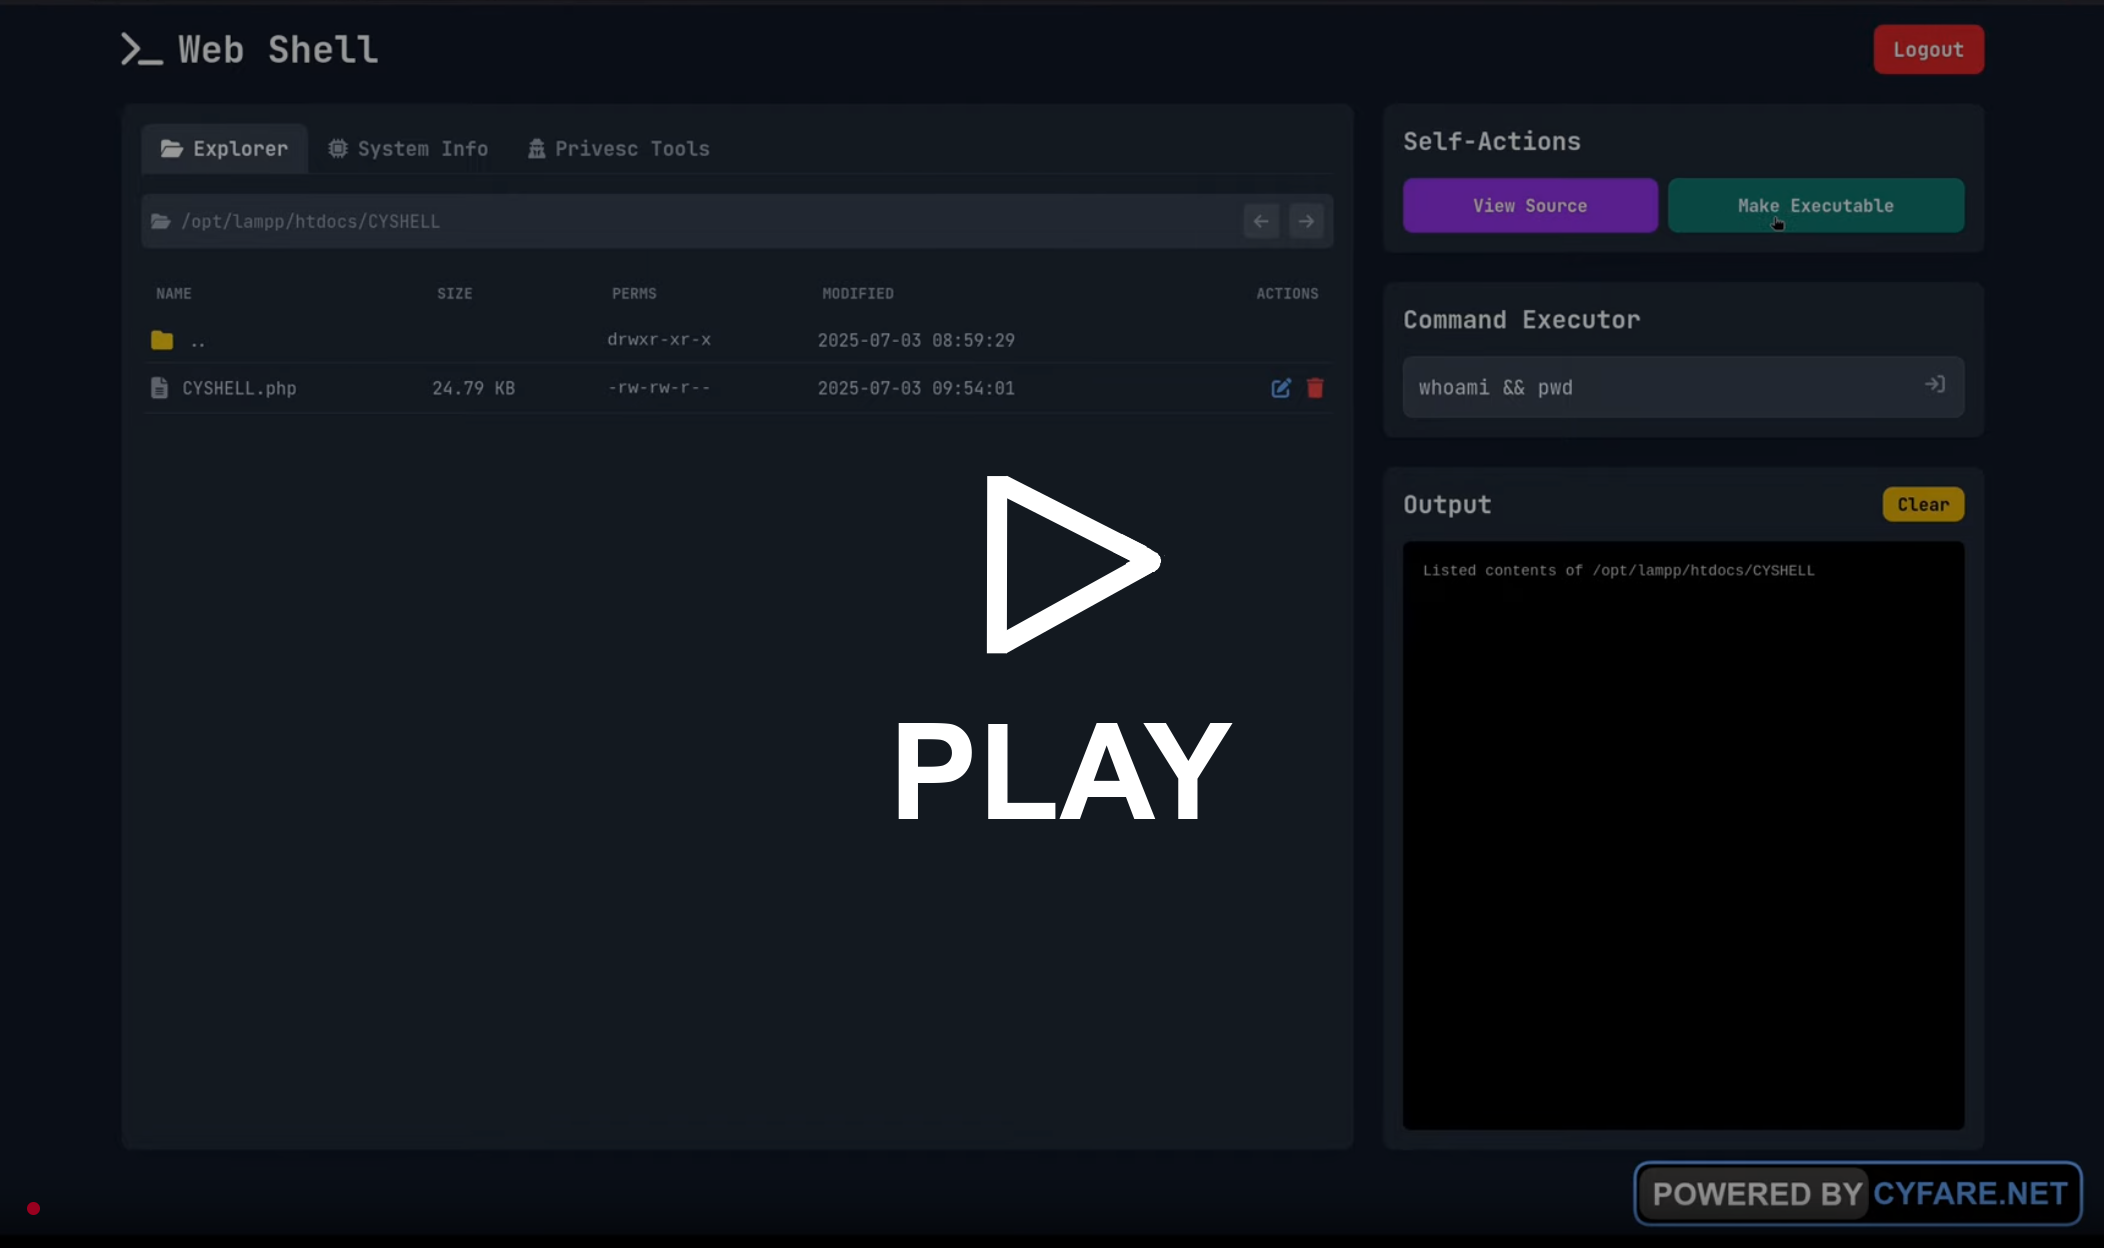 Web Shell
Logout
Explorer
System Info
Privesc Tools
/opt/lampp/htdocs/CYSHELL
NAME SIZE PERMS MODIFIED ACTIONS
.. drwxr-xr-x 2025-07-03 08:59:29
CYSHELL.php 24.79 KB -rw-rw-r-- 2025-07-03 09:54:01
Self-Actions
View Source
Make Executable
Command Executor
whoami && pwd
Output
Clear
Listed contents of /opt/lampp/htdocs/CYSHELL
PLAY
POWERED BY CYFARE.NET